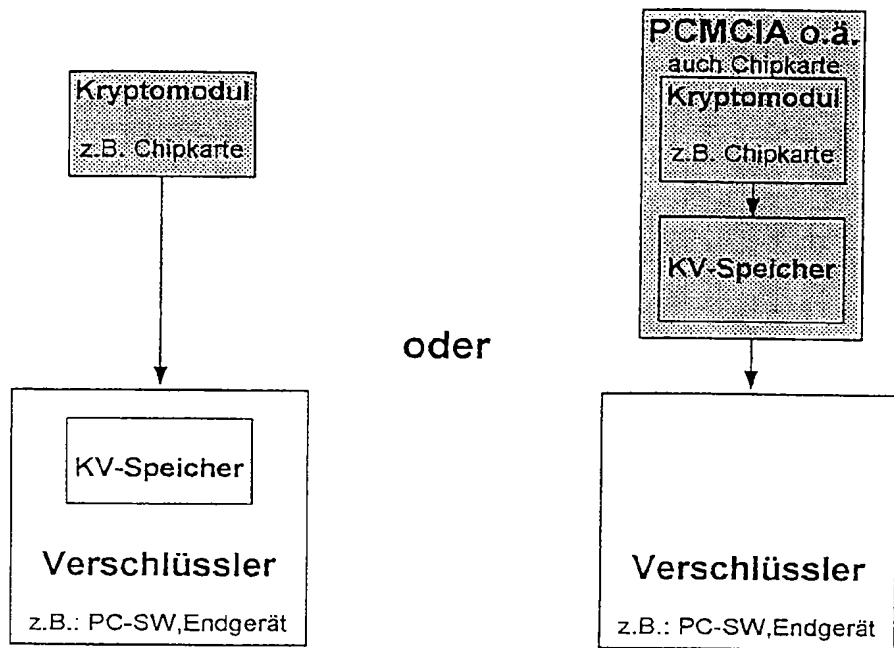 Kryptomodul
z.B. Chipkarte
KV-Speicher
Verschlüssler
z.B.: PC-SW,Endgerät
oder
PCMCIA o.ä.
auch Chipkarte
Kryptomodul
z.B. Chipkarte
KV-Speicher
Verschlüssler
z.B.: PC-SW,Endgerät